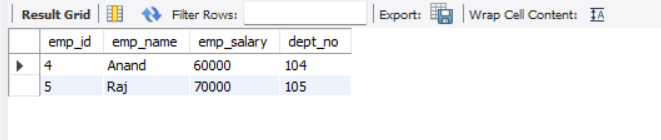 Result Grid Filter Rows: Export: Wrap Cell Content: IA
emp_id emp_name emp_salary dept_no
4 Anand 60000 104
5 Raj 70000 105